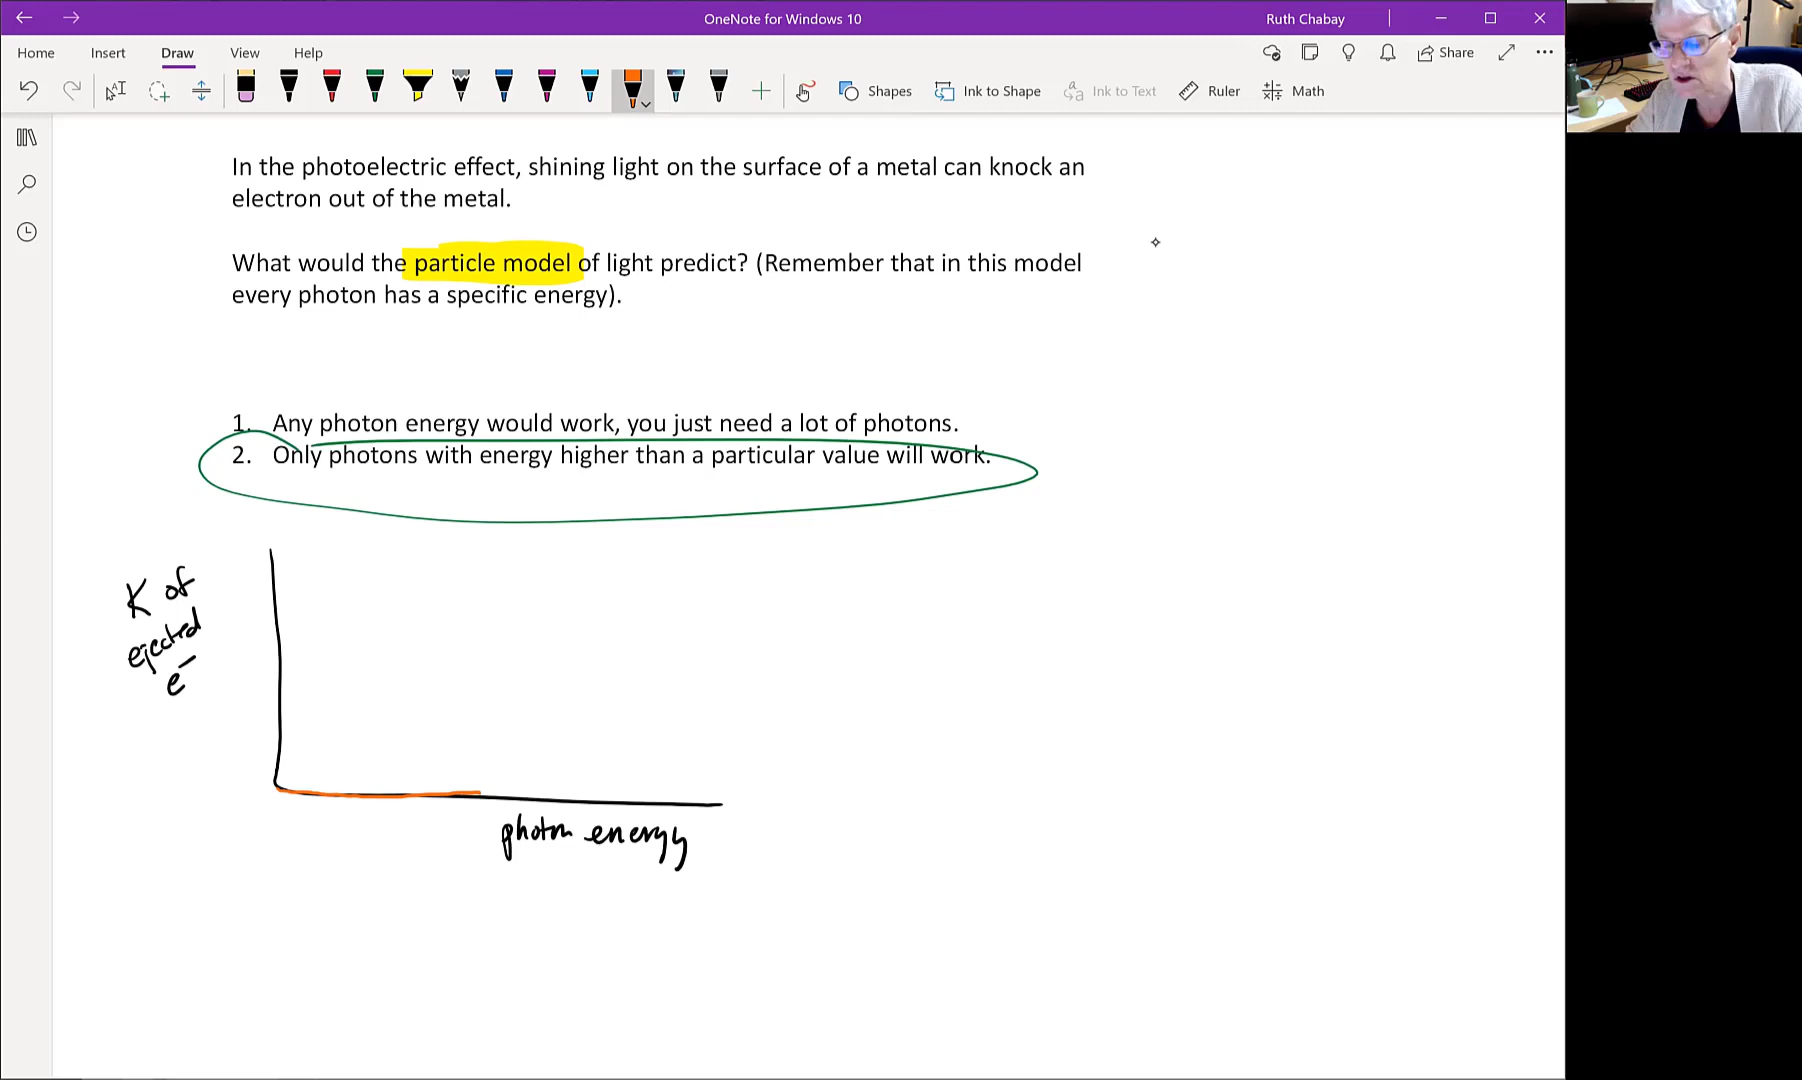 OneNote for Windows 10
Ruth Chabay
Home Insert Draw View Help
Share
Shapes Ink to Shape Ink to Text Ruler Math
In the photoelectric effect, shining light on the surface of a metal can knock an
electron out of the metal.
What would the particle model of light predict? (Remember that in this model
every photon has a specific energy).
1. Any photon energy would work, you just need a lot of photons.
2. Only photons with energy higher than a particular value will work.
K of
ejected
e⁻
photon energy